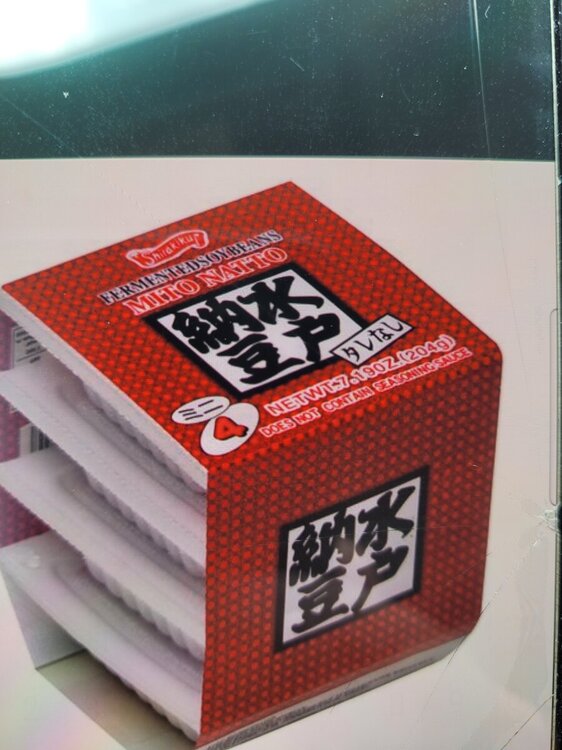 Shirakiku
FERMENTED SOYBEANS
MITO NATTO
水戸
納豆
タレなし
ミニ
4
NET WT. 7.19OZ. (204g)
DOES NOT CONTAIN SEASONING SAUCE
水戸
納豆